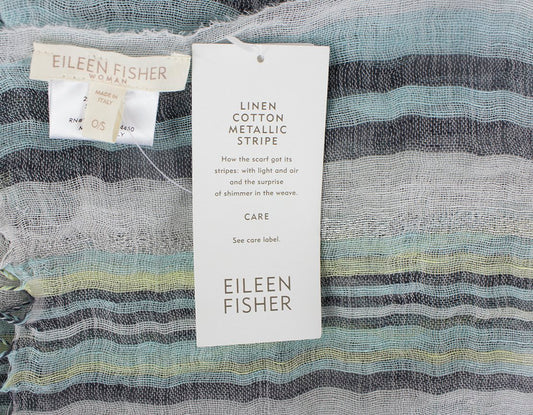 EILEEN FISHER
WOMAN
MADE IN
ITALY
O/S
RN#
LINEN
COTTON
METALLIC
STRIPE
How the scarf got its
stripes: with light and air
and the surprise
of shimmer in the weave.
CARE
See care label.
EILEEN
FISHER